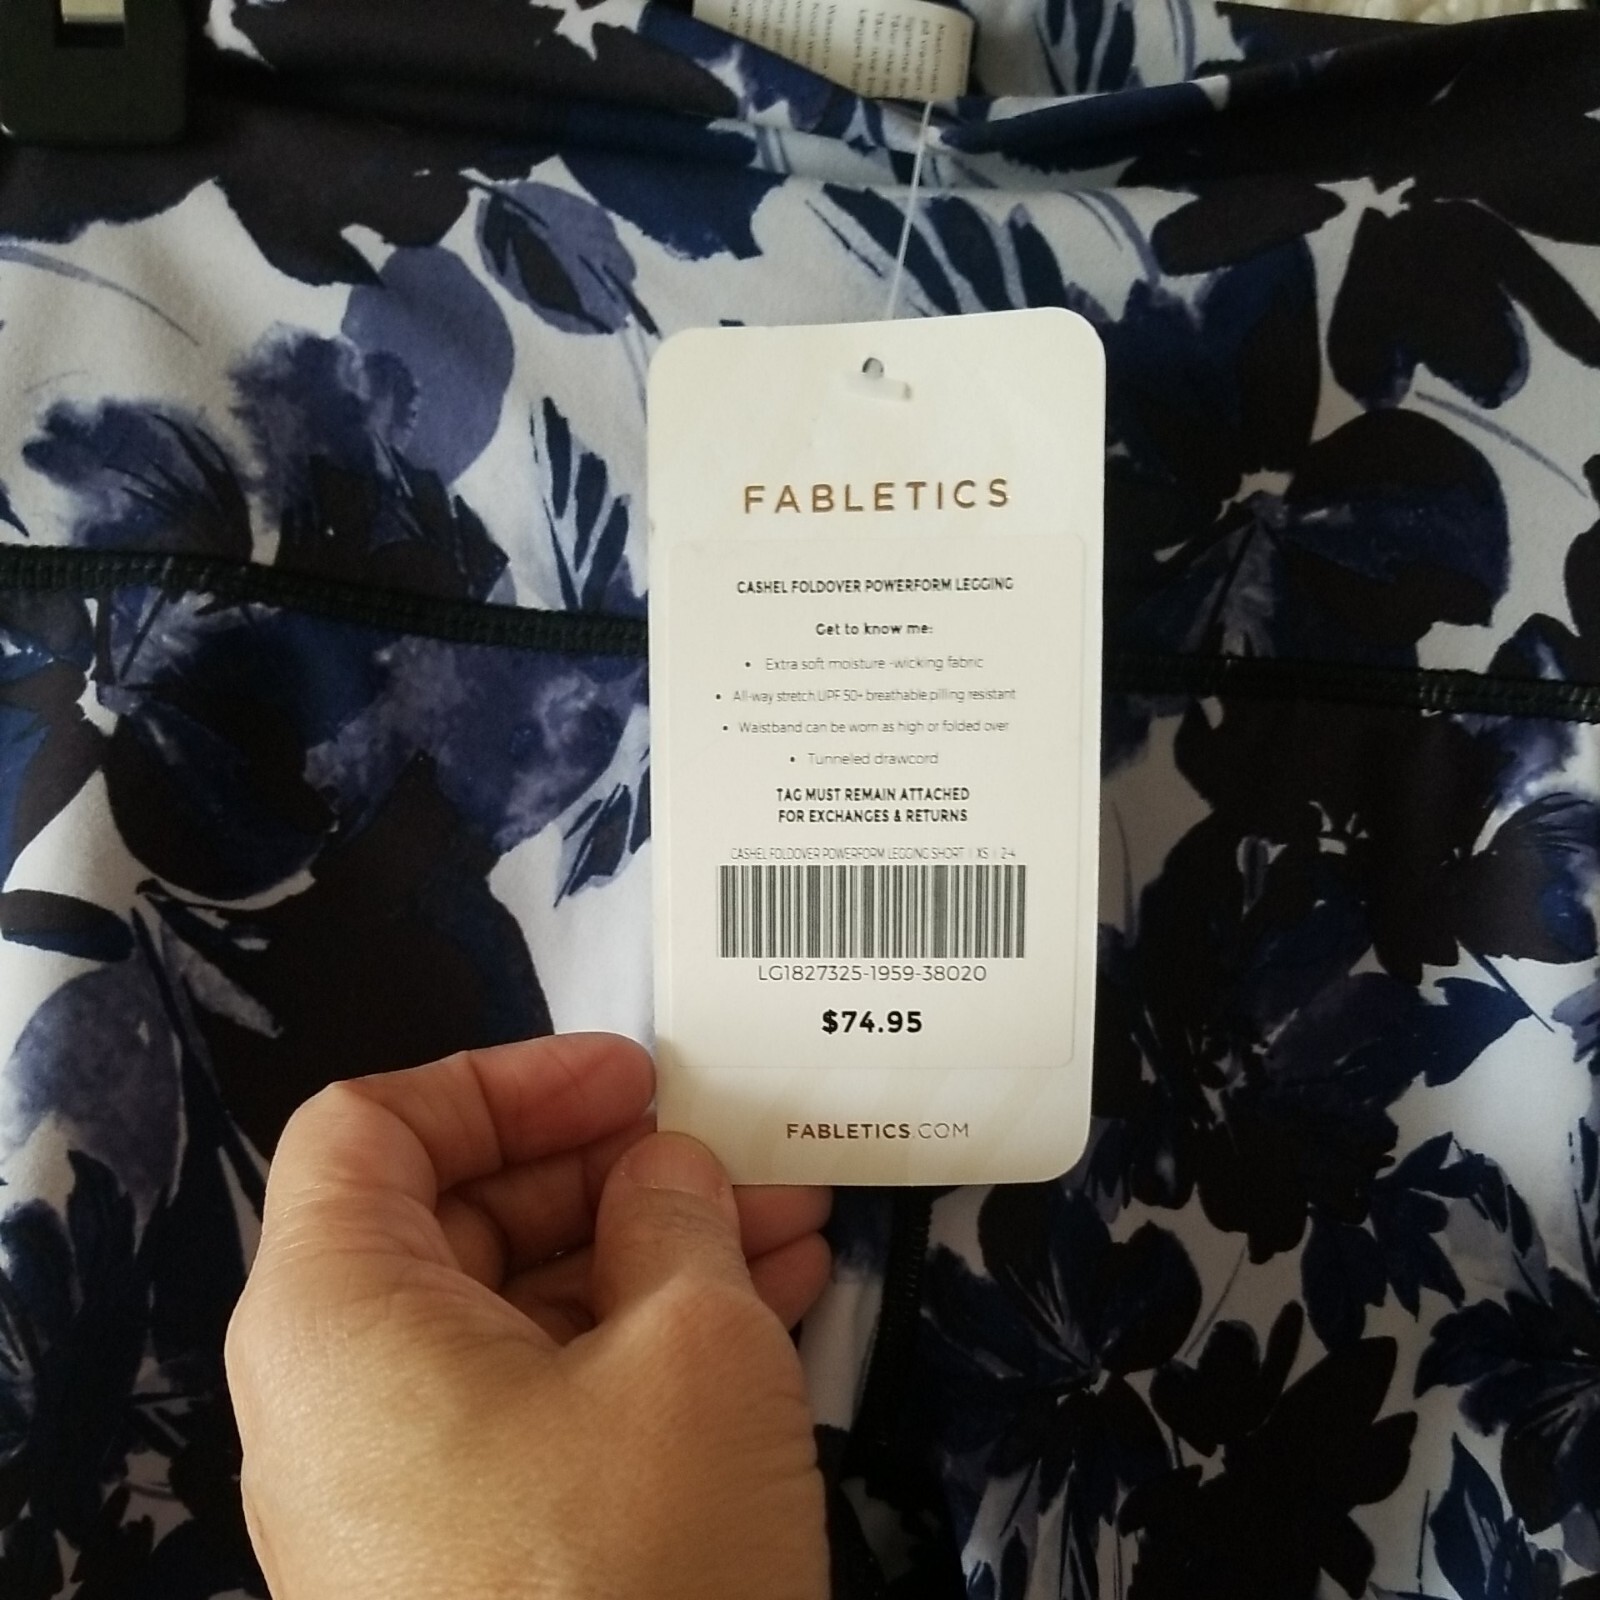 FABLETICS
CASHEL FOLDOVER POWERFORM LEGGING
Get to know me:
• Extra soft moisture -wicking fabric
• All-way stretch UPF 50+ breathable pilling resistant
• Waistband can be worn as high or folded over
• Tunneled drawcord
TAG MUST REMAIN ATTACHED
FOR EXCHANGES & RETURNS
CASHEL FOLDOVER POWERFORM LEGGING SHORT | XS | 2-4
LG1827325-1959-38020
$74.95
FABLETICS.COM